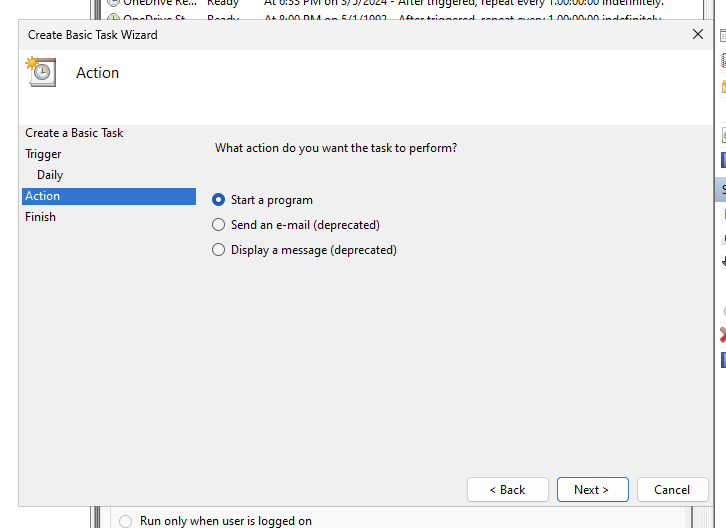 OneDrive Re... Ready At 6:33 PM on 5/5/2024 - After triggered, repeat every 1.00:00:00 indefinitely.
OneDrive St... Ready At 8:00 PM on 5/1/1992 - After triggered, repeat every 1.00:00:00 indefinitely.
Create Basic Task Wizard
Action
Create a Basic Task
Trigger
Daily
Action
Finish
What action do you want the task to perform?
Start a program
Send an e-mail (deprecated)
Display a message (deprecated)
< Back
Next >
Cancel
Run only when user is logged on